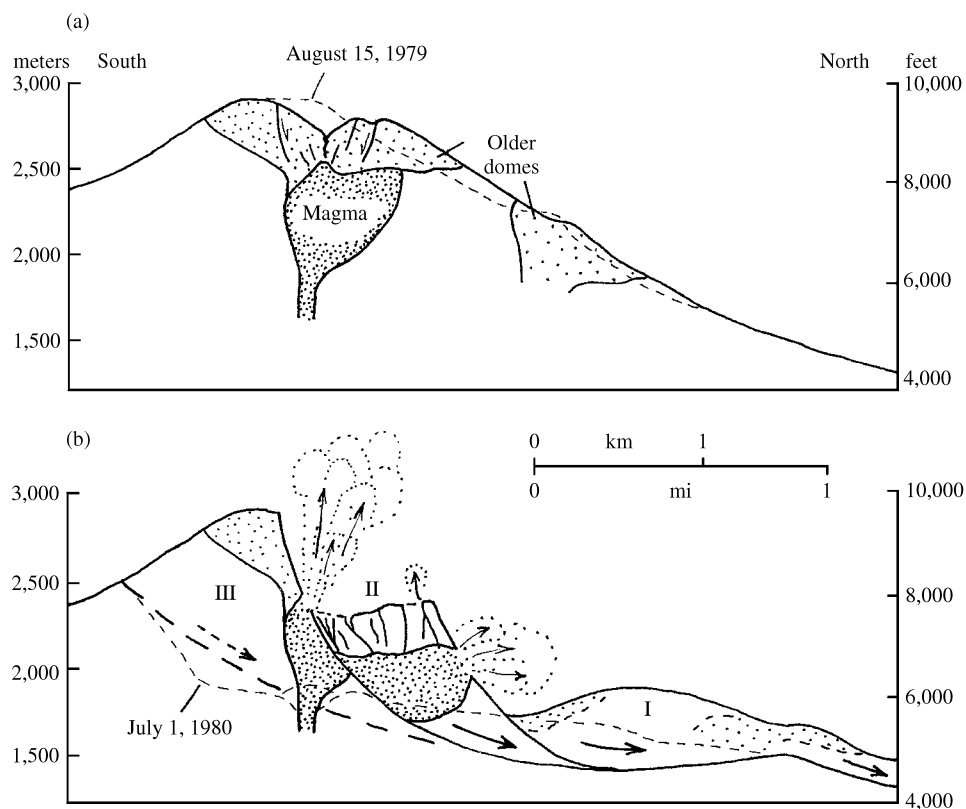 (a)
meters South
August 15, 1979
North feet
3,000
10,000
Older
domes
2,500
8,000
Magma
2,000
6,000
1,500
4,000
(b)
0 km 1
0 mi 1
3,000
10,000
2,500
II
8,000
III
2,000
6,000
I
July 1, 1980
1,500
4,000